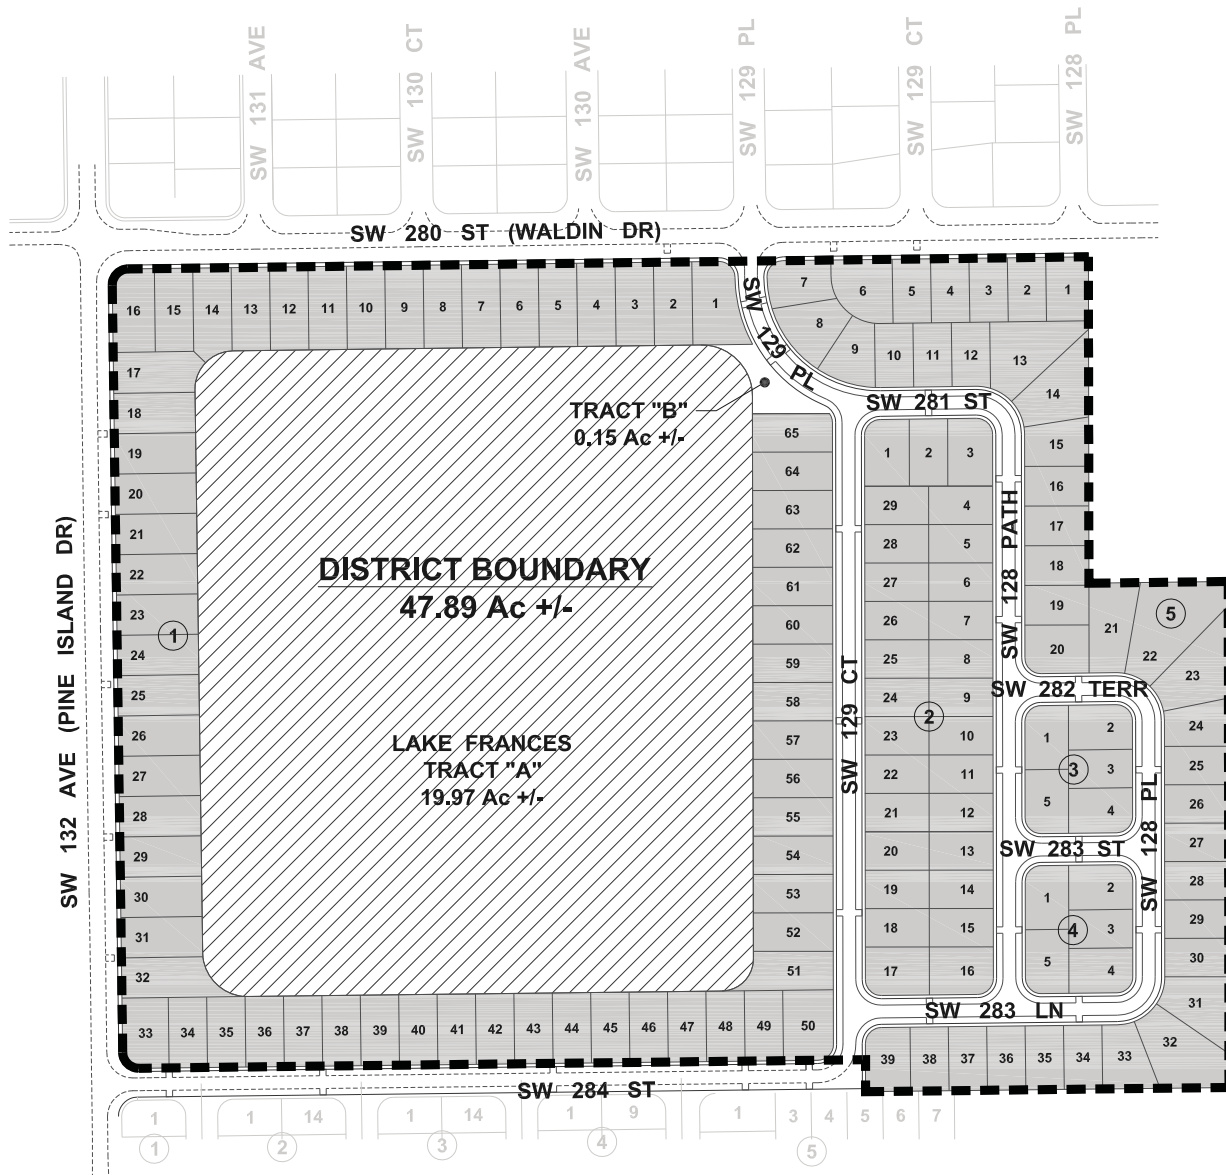 SW 131 AVE
SW 130 CT
SW 130 AVE
SW 129 PL
SW 129 CT
SW 128 PL
SW 280 ST (WALDIN DR)
16 15 14 13 12 11 10 9 8 7 6 5 4 3 2 1
SW 129 PL
7 6 5 4 3 2 1
8
9 10 11 12 13
14
17
18
19
20
21
22
23
1
24
25
26
27
28
29
30
31
32
TRACT "B"
0.15 Ac +/-
SW 281 ST
DISTRICT BOUNDARY
47.89 Ac +/-
LAKE FRANCES
TRACT "A"
19.97 Ac +/-
SW 132 AVE (PINE ISLAND DR)
65
64
63
62
61
60
59
58
57
56
55
54
53
52
51
SW 129 CT
1 2 3
29 4
28 5
27 6
26 7
25 8
24 9
2
23 10
22 11
21 12
20 13
19 14
18 15
17 16
SW 128 PATH
15
16
17
18
19
20
21
5
22
23
SW 282 TERR
24
25
26
27
28
29
30
31
32
1 2
3
3
5 4
SW 283 ST
SW 128 PL
1 2
4
3
5 4
SW 283 LN
33 34 35 36 37 38 39 40 41 42 43 44 45 46 47 48 49 50
39 38 37 36 35 34 33
SW 284 ST
1 1 14 1 14 1 9 1 3 4 5 6 7
1 2 3 4 5